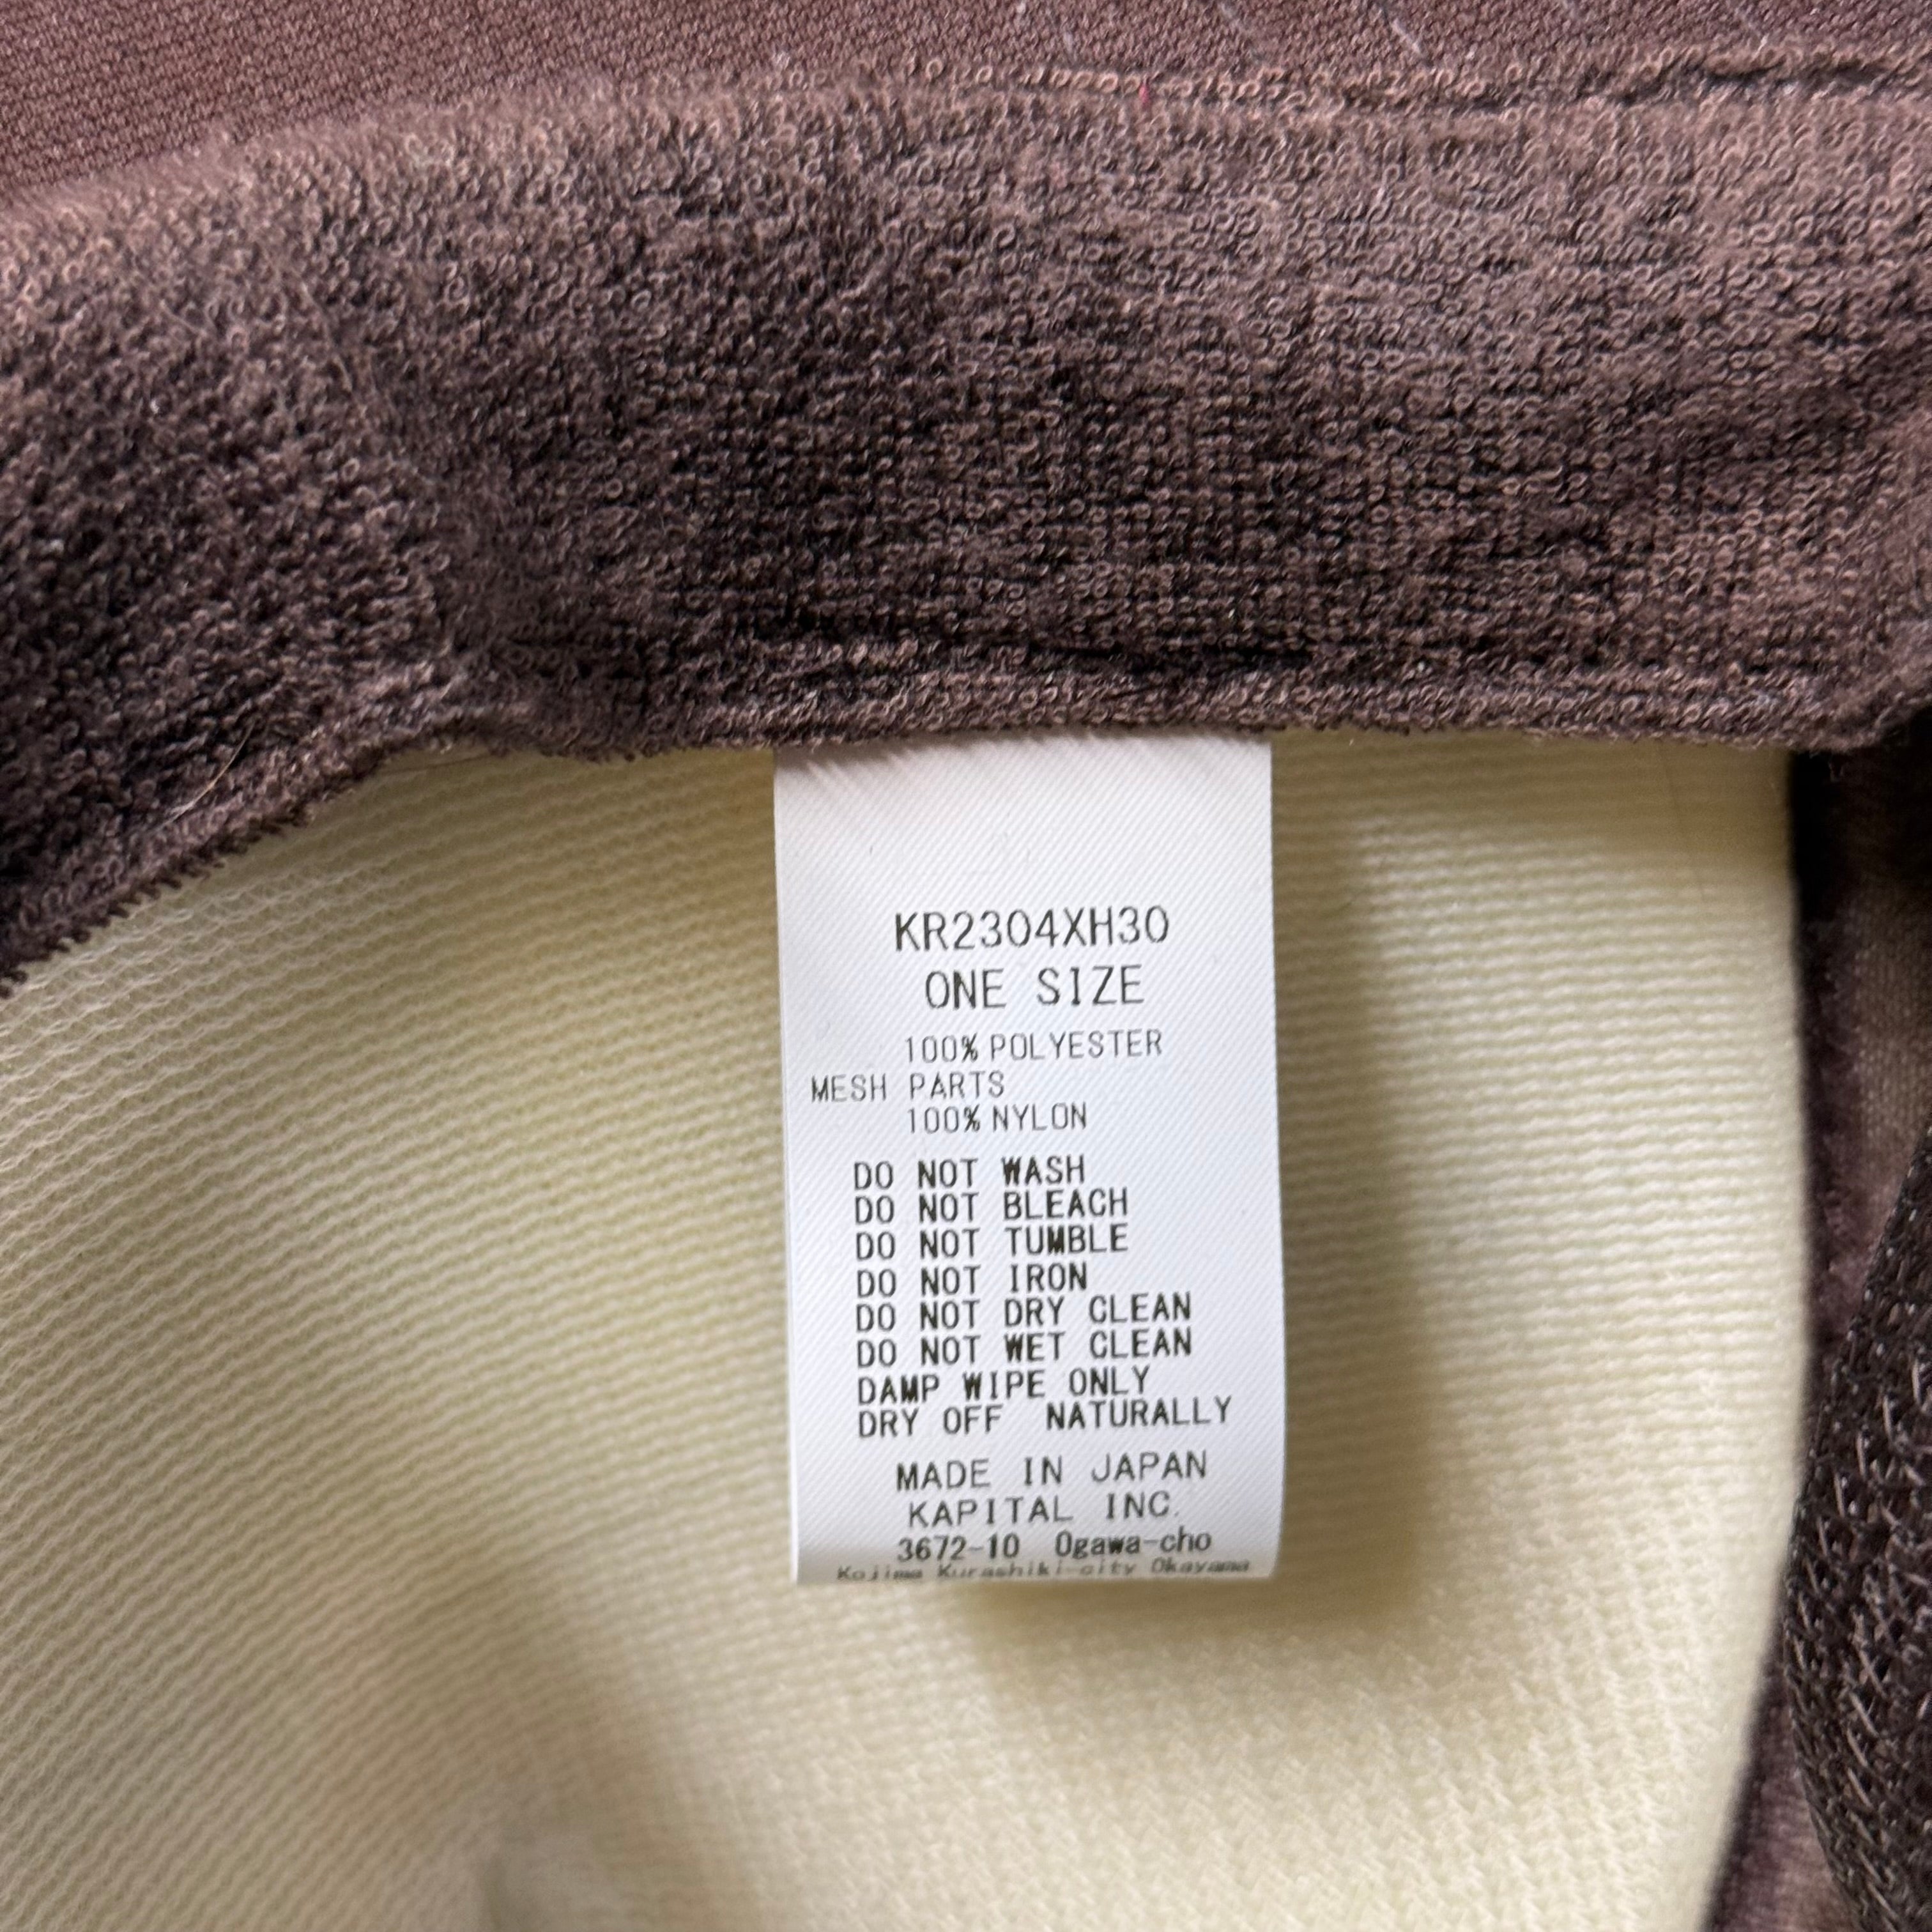 KR2304XH30
ONE SIZE
100% POLYESTER
MESH PARTS
100% NYLON
DO NOT WASH
DO NOT BLEACH
DO NOT TUMBLE
DO NOT IRON
DO NOT DRY CLEAN
DO NOT WET CLEAN
DAMP WIPE ONLY
DRY OFF NATURALLY
MADE IN JAPAN
KAPITAL INC.
3672-10 Ogawa-cho
Kojima Kurashiki-city Okayama